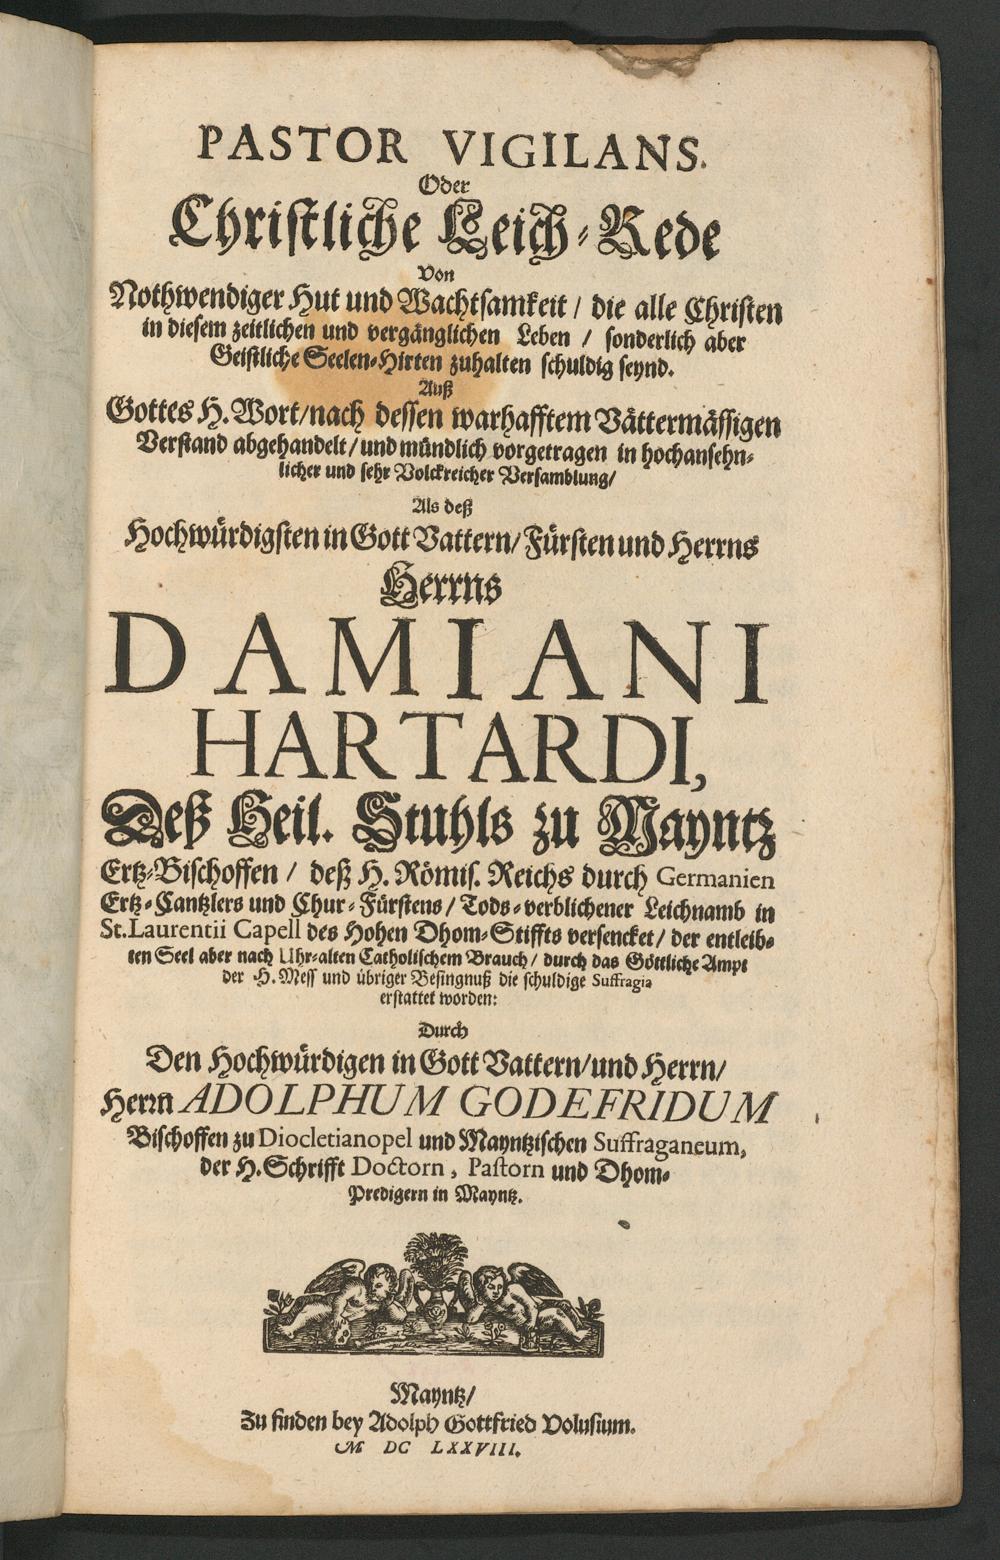 PASTOR VIGILANS.
Oder
Christliche Leich-Rede
Von
Nothwendiger Hut und Wachtsamkeit / die alle Christen
in diesem zeitlichen und vergänglichen Leben / sonderlich aber
Geistliche Seelen-Hirten zuhalten schuldig seynd.
Auß
Gottes H. Wort/nach dessen warhafftem Vättermässigen
Verstand abgehandelt/und mündlich vorgetragen in hochansehn-
licher und sehr Volckreicher Versamblung/
Als deß
Hochwürdigsten in Gott Vattern/Fürsten und Herrns
Herrns
DAMIANI
HARTARDI,
Deß Heil. Stuhls zu Mayntz
Ertz-Bischoffen / deß H. Römis. Reichs durch Germanien
Ertz-Cantzlers und Chur-Fürstens/Tods-verblichener Leichnamb in
St.Laurentii Capell des Hohen Dhom-Stiffts versencket/der entleib-
ten Seel aber nach Uhr-alten Catholischem Brauch/durch das Göttliche Ampt
der H. Mess und übriger Besingnuß die schuldige Suffragia
erstattet worden:
Durch
Den Hochwürdigen in Gott Vattern/und Herrn/
Herrn ADOLPHUM GODEFRIDUM
Bischoffen zu Diocletianopel und Mayntzischen Suffraganeum,
der H. Schrifft Doctorn, Pastorn und Dhom-
Predigern in Mayntz.
Mayntz/
Zu finden bey Adolph Gottfried Volusium.
M DC LXXVIII.